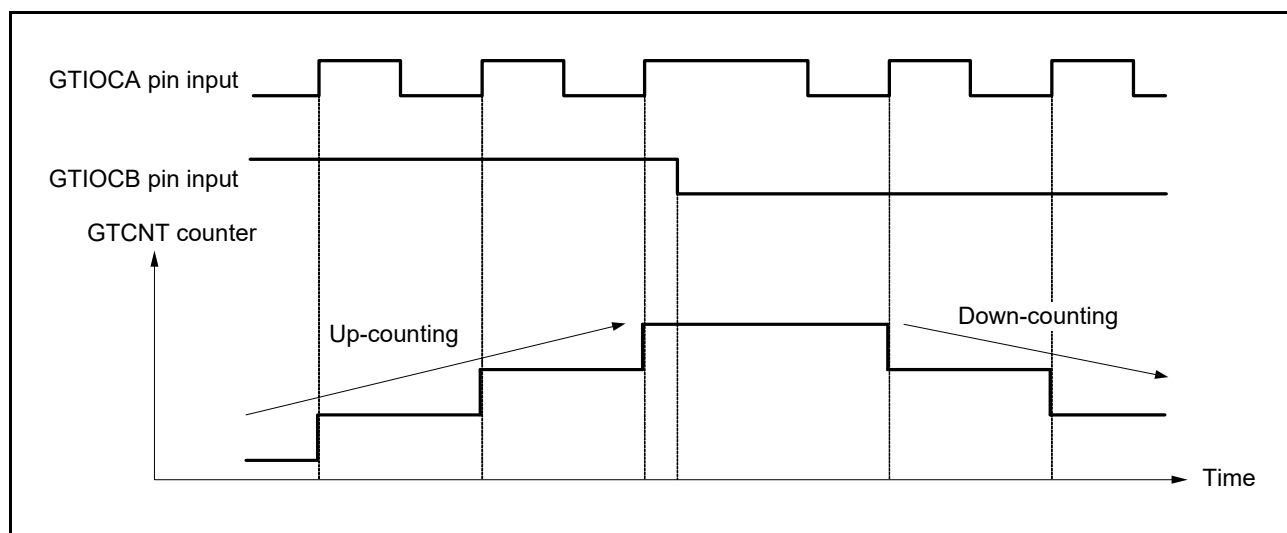 GTIOCA pin input
GTIOCB pin input
GTCNT counter
Up-counting
Down-counting
Time